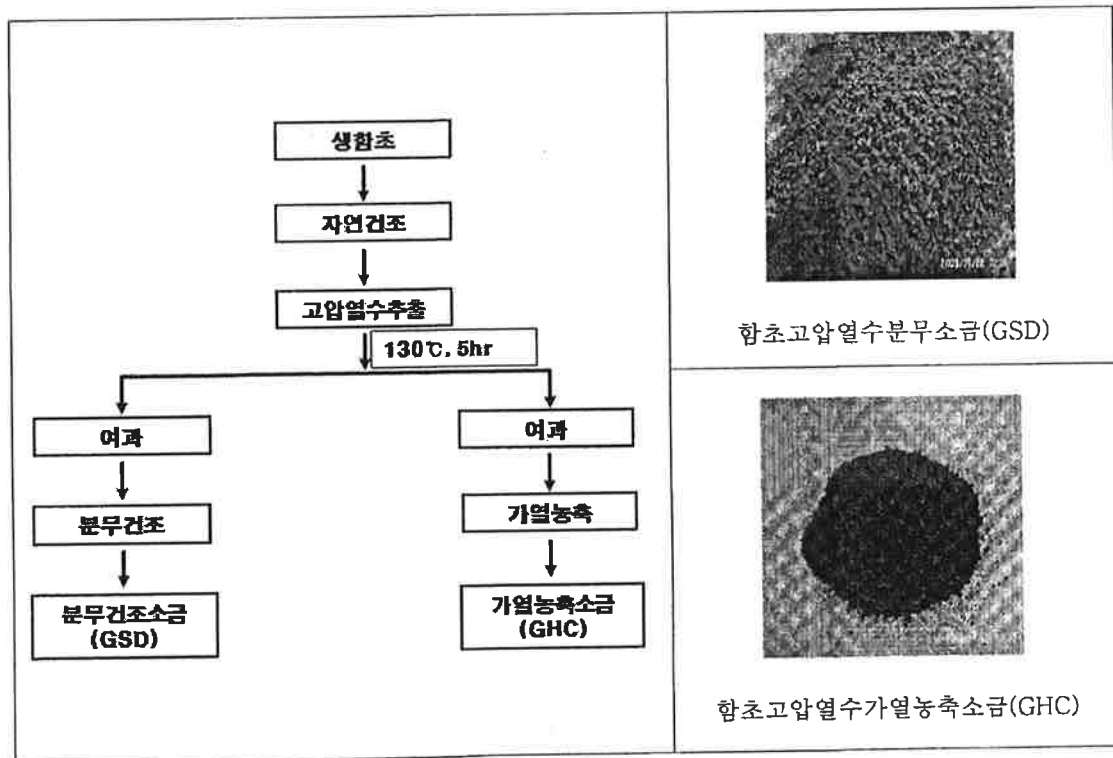 생함초
자연건조
고압열수추출
130℃. 5hr
여과
여과
분무건조
가열농축
분무건조소금
(GSD)
가열농축소금
(GHC)
함초고압열수분무소금(GSD)
함초고압열수가열농축소금(GHC)